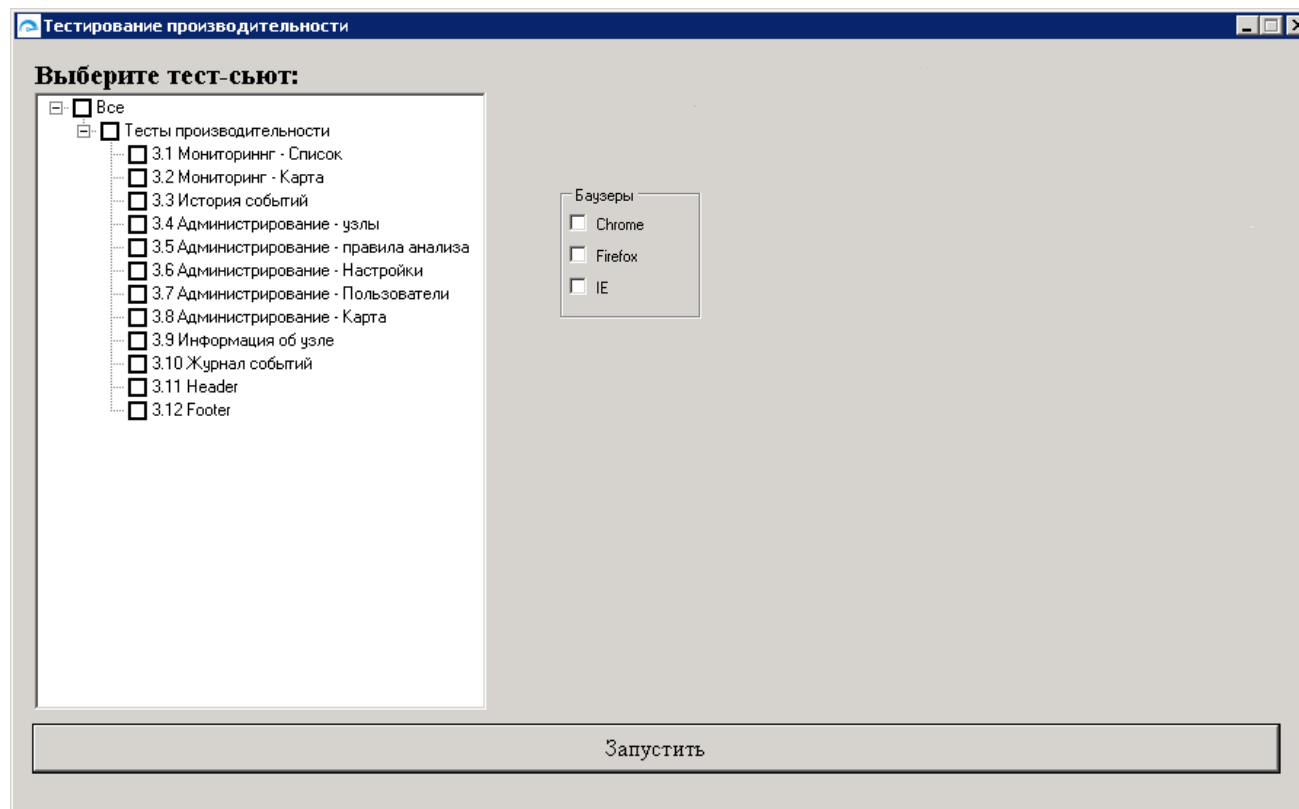 Тестирование производительности
Выберите тест-сьют:
Все
Тесты производительности
3.1 Мониториннг - Список
3.2 Мониторинг - Карта
3.3 История событий
3.4 Администрирование - узлы
3.5 Администрирование - правила анализа
3.6 Администрирование - Настройки
3.7 Администрирование - Пользователи
3.8 Администрирование - Карта
3.9 Информация об узле
3.10 Журнал событий
3.11 Header
3.12 Footer
Баузеры
Chrome
Firefox
IE
Запустить